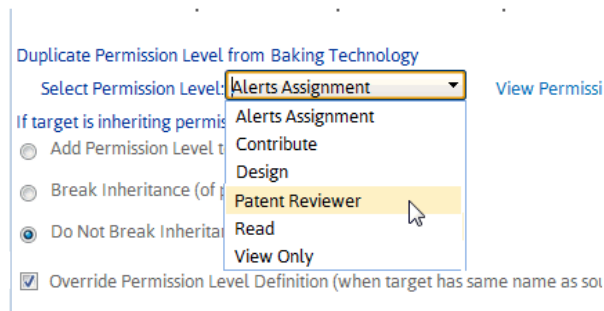 Duplicate Permission Level from Baking Technology
Select Permission Level: Alerts Assignment View Permissi
If target is inheriting permis Alerts Assignment
Add Permission Level t Contribute
Design
Break Inheritance (of p Patent Reviewer
Do Not Break Inherita Read
View Only
Override Permission Level Definition (when target has same name as sou